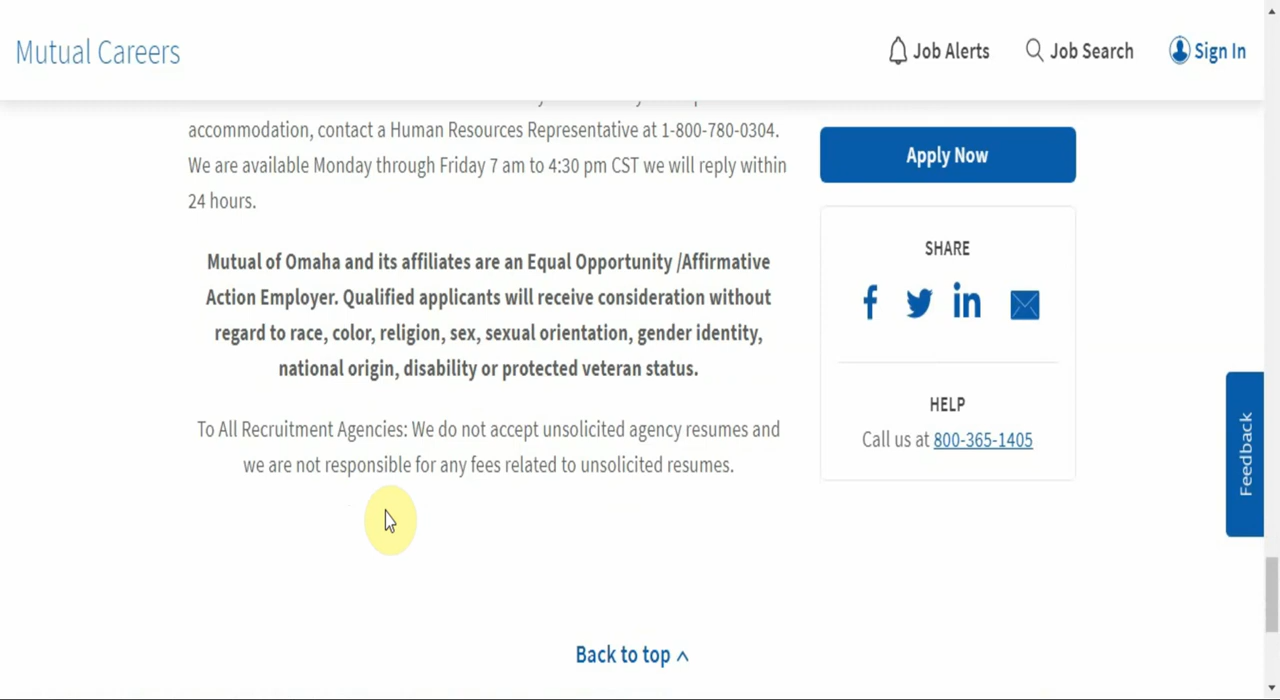 Mutual Careers
Job Alerts
Job Search
Sign In
accommodation, contact a Human Resources Representative at 1-800-780-0304.
We are available Monday through Friday 7 am to 4:30 pm CST we will reply within
24 hours.
Mutual of Omaha and its affiliates are an Equal Opportunity /Affirmative
Action Employer. Qualified applicants will receive consideration without
regard to race, color, religion, sex, sexual orientation, gender identity,
national origin, disability or protected veteran status.
To All Recruitment Agencies: We do not accept unsolicited agency resumes and
we are not responsible for any fees related to unsolicited resumes.
Apply Now
SHARE
HELP
Call us at 800-365-1405
Feedback
Back to top